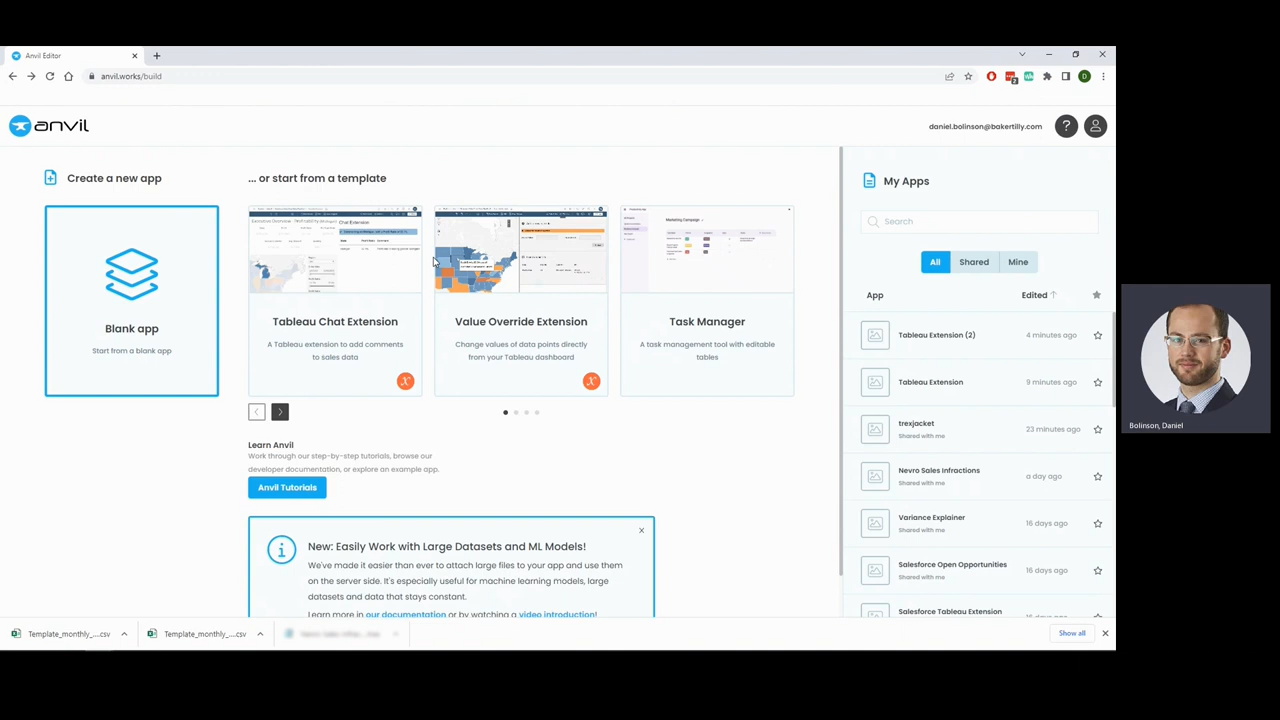 Anvil Editor
anvil.works/build
anvil
daniel.bolinson@bakertilly.com
?
Create a new app
... or start from a template
Blank app
Start from a blank app
Tableau Chat Extension
A Tableau extension to add comments
to sales data
Value Override Extension
Change values of data points directly
from your Tableau dashboard
Task Manager
A task management tool with editable
tables
Learn Anvil
Work through our step-by-step tutorials, browse our
developer documentation, or explore an example app.
Anvil Tutorials
New: Easily Work with Large Datasets and ML Models!
We've made it easier than ever to attach large files to your app and use them
on the server side. It's especially useful for machine learning models, large
datasets and data that stays constant.
Learn more in our documentation or by watching a video introduction!
My Apps
Search
All Shared Mine
App Edited
Tableau Extension (2) 4 minutes ago
Tableau Extension 9 minutes ago
trexjacket 23 minutes ago
Shared with me
Nevro Sales Infractions a day ago
Shared with me
Variance Explainer 16 days ago
Shared with me
Salesforce Open Opportunities 16 days ago
Shared with me
Salesforce Tableau Extension
16 days ago
Template_monthly_....csv
Template_monthly_....csv
Show all
Bolinson, Daniel